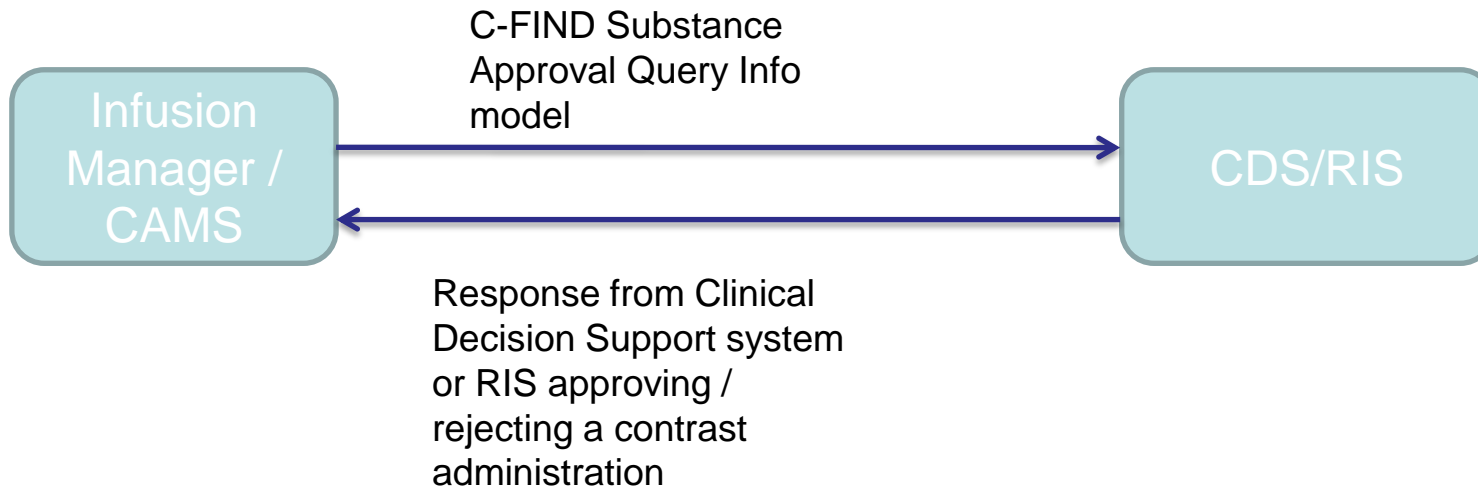 C-FIND Substance
Approval Query Info
model
Infusion
Manager /
CAMS
CDS/RIS
Response from Clinical
Decision Support system
or RIS approving /
rejecting a contrast
administration